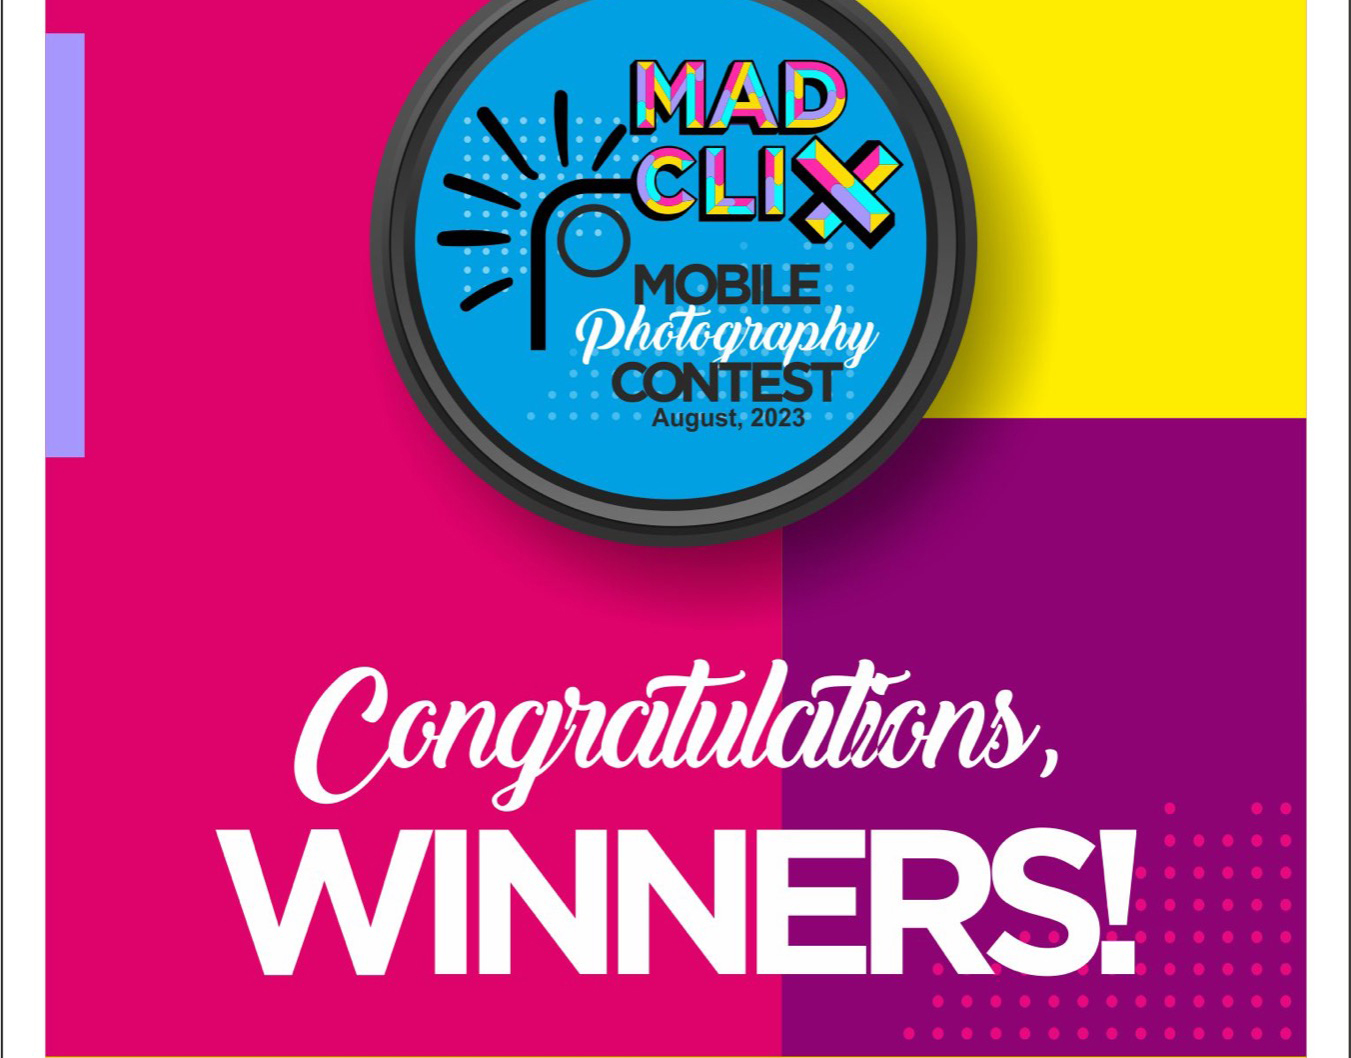 MAD
CLIX
MOBILE
Photography
CONTEST
August, 2023
Congratulations,
WINNERS!